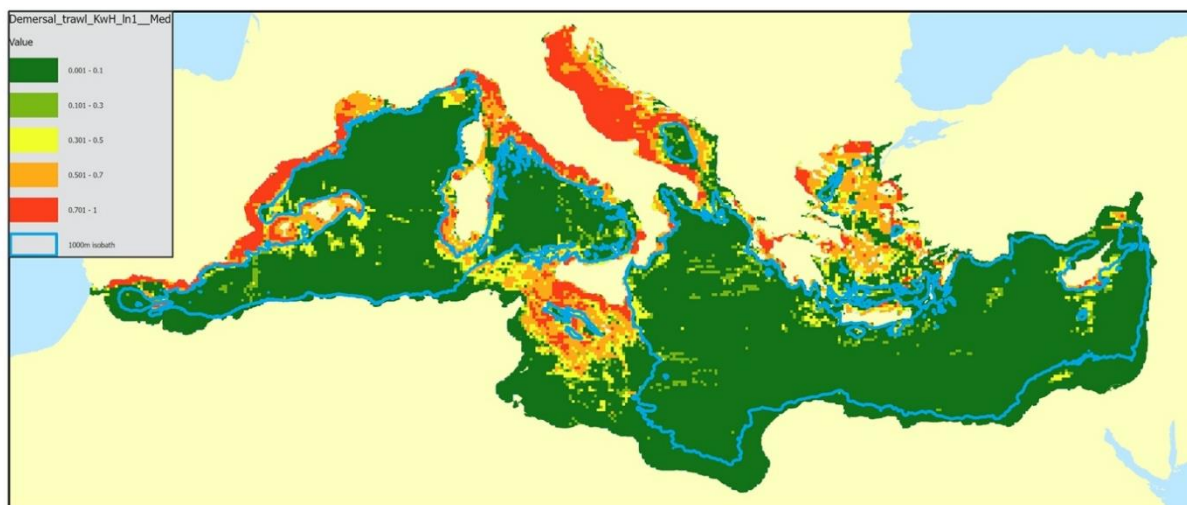 Demersal_trawl_KwH_ln1__Med
Value
0.001 - 0.1
0.101 - 0.3
0.301 - 0.5
0.501 - 0.7
0.701 - 1
1000m isobath